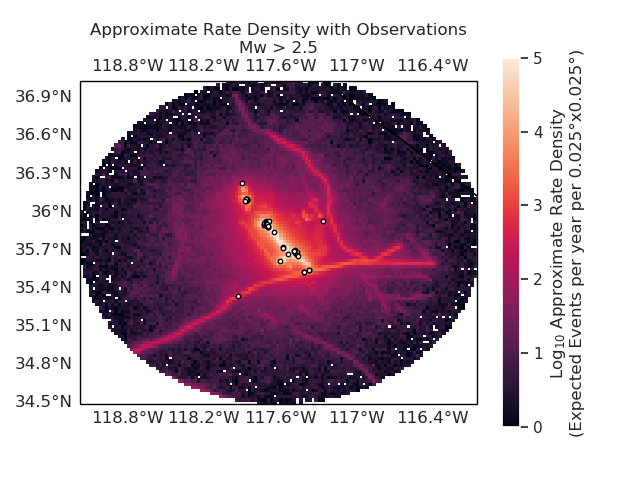 Approximate Rate Density with Observations
Mw > 2.5
118.8°W 118.2°W 117.6°W 117°W 116.4°W
36.9°N
36.6°N
36.3°N
36°N
35.7°N
35.4°N
35.1°N
34.8°N
34.5°N
118.8°W 118.2°W 117.6°W 117°W 116.4°W
5
4
3
2
1
0
Log₁₀ Approximate Rate Density
(Expected Events per year per 0.025°x0.025°)